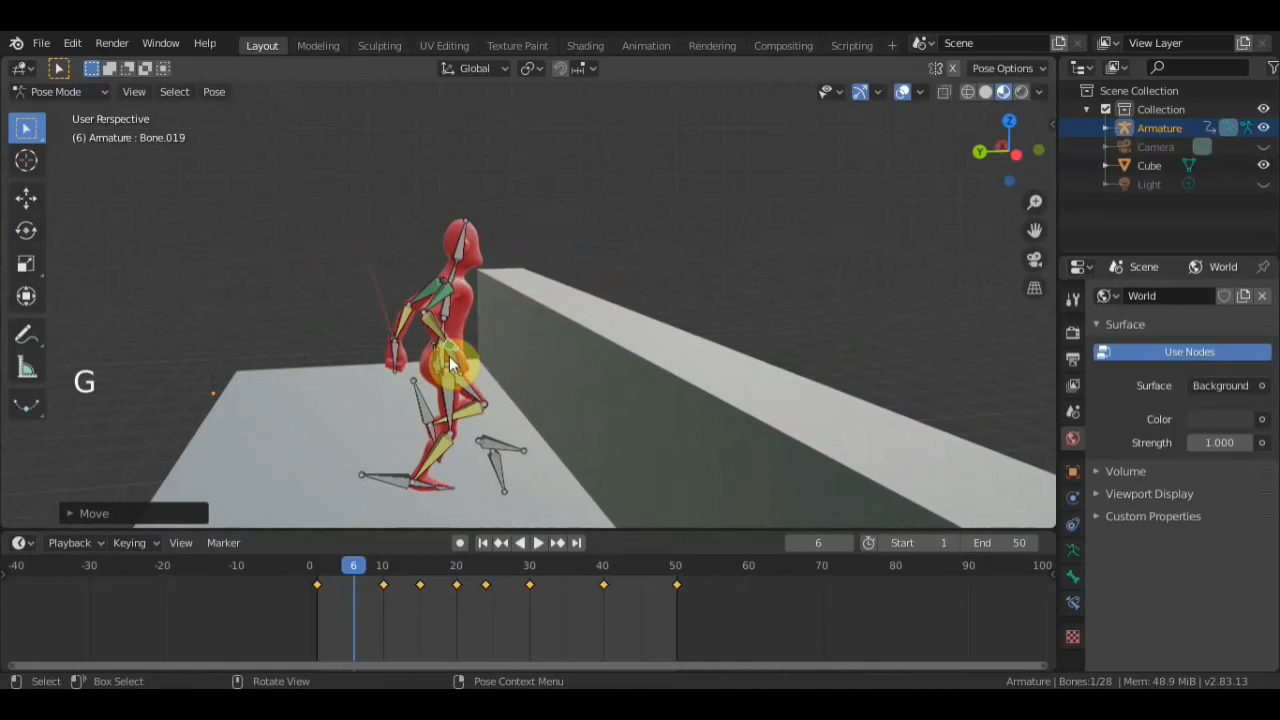 File Edit Render Window Help Layout Modeling Sculpting UV Editing Texture Paint Shading Animation Rendering Compositing Scripting + Scene View Layer
Global X Pose Options
Pose Mode View Select Pose
Scene Collection
Collection
Armature
Camera
Cube
Light
User Perspective
(6) Armature : Bone.019
Z
Y
G
Move
Scene World
World
Surface
Use Nodes
Surface Background
Color
Strength 1.000
Volume
Viewport Display
Custom Properties
Playback Keying View Marker 6 Start 1 End 50
-40 -30 -20 -10 0 6 10 20 30 40 50 60 70 80 90 100
Select Box Select Rotate View Pose Context Menu Armature | Bones:1/28 | Mem: 48.9 MiB | v2.83.13